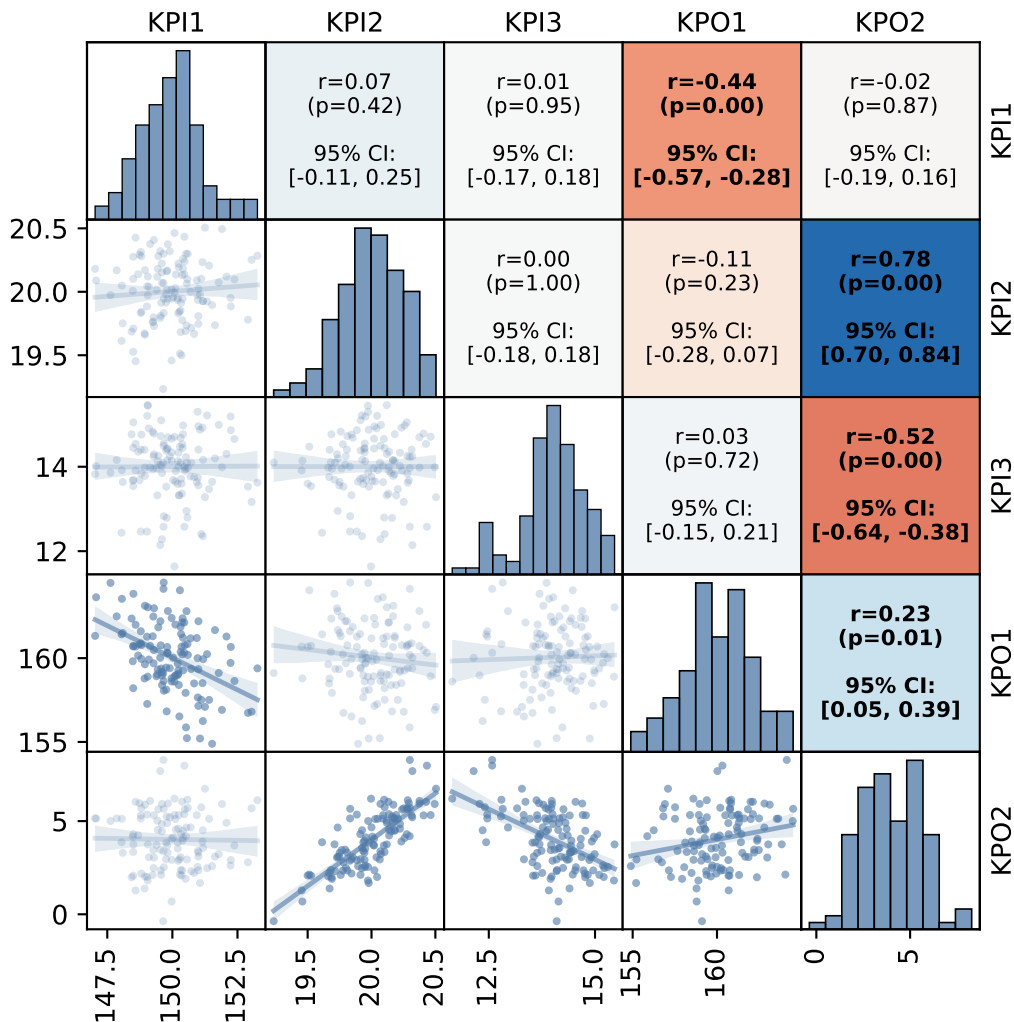 KPI1 KPI2 KPI3 KPO1 KPO2
r=0.07 r=0.01 r=-0.44 r=-0.02
(p=0.42) (p=0.95) (p=0.00) (p=0.87)
95% CI: 95% CI: 95% CI: 95% CI:
[-0.11, 0.25] [-0.17, 0.18] [-0.57, -0.28] [-0.19, 0.16]
KPI1
20.5
20.0
19.5
r=0.00 r=-0.11 r=0.78
(p=1.00) (p=0.23) (p=0.00)
95% CI: 95% CI: 95% CI:
[-0.18, 0.18] [-0.28, 0.07] [0.70, 0.84]
KPI2
14
12
r=0.03 r=-0.52
(p=0.72) (p=0.00)
95% CI: 95% CI:
[-0.15, 0.21] [-0.64, -0.38]
KPI3
160
155
r=0.23
(p=0.01)
95% CI:
[0.05, 0.39]
KPO1
5
0
KPO2
147.5 150.0 152.5 19.5 20.0 20.5 12.5 15.0 155 160 0 5